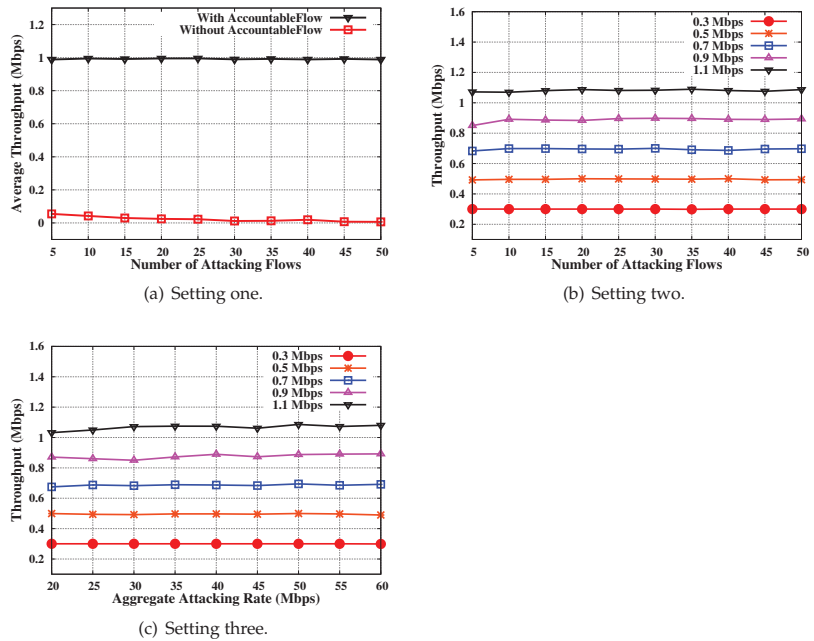 With AccountableFlow
Without AccountableFlow
Average Throughput (Mbps)
1.2
1
0.8
0.6
0.4
0.2
0
5 10 15 20 25 30 35 40 45 50
Number of Attacking Flows
(a) Setting one.
0.3 Mbps
0.5 Mbps
0.7 Mbps
0.9 Mbps
1.1 Mbps
Throughput (Mbps)
1.6
1.4
1.2
1
0.8
0.6
0.4
0.2
5 10 15 20 25 30 35 40 45 50
Number of Attacking Flows
(b) Setting two.
0.3 Mbps
0.5 Mbps
0.7 Mbps
0.9 Mbps
1.1 Mbps
Throughput (Mbps)
1.6
1.4
1.2
1
0.8
0.6
0.4
0.2
20 25 30 35 40 45 50 55 60
Aggregate Attacking Rate (Mbps)
(c) Setting three.